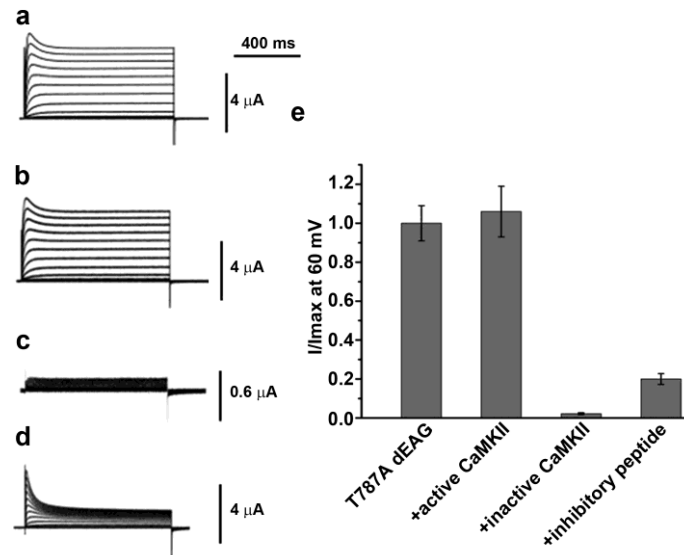 a
400 ms
4 μA
e
b
4 μA
c
0.6 μA
d
4 μA
I/Imax at 60 mV
1.2
1.0
0.8
0.6
0.4
0.2
0.0
T787A dEAG
+active CaMKII
+inactive CaMKII
+inhibitory peptide